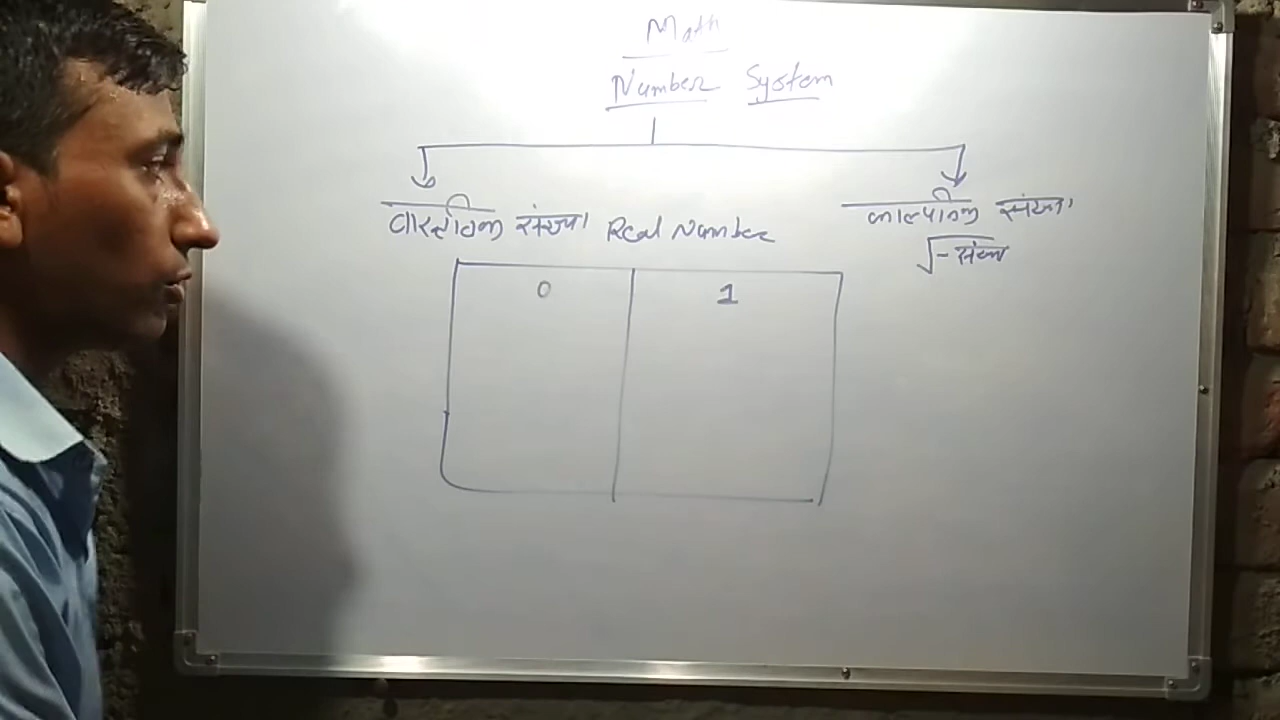 Math
Number System
वास्तविक संख्या Real Number
काल्पनिक संख्या
√-संख्या
0 1